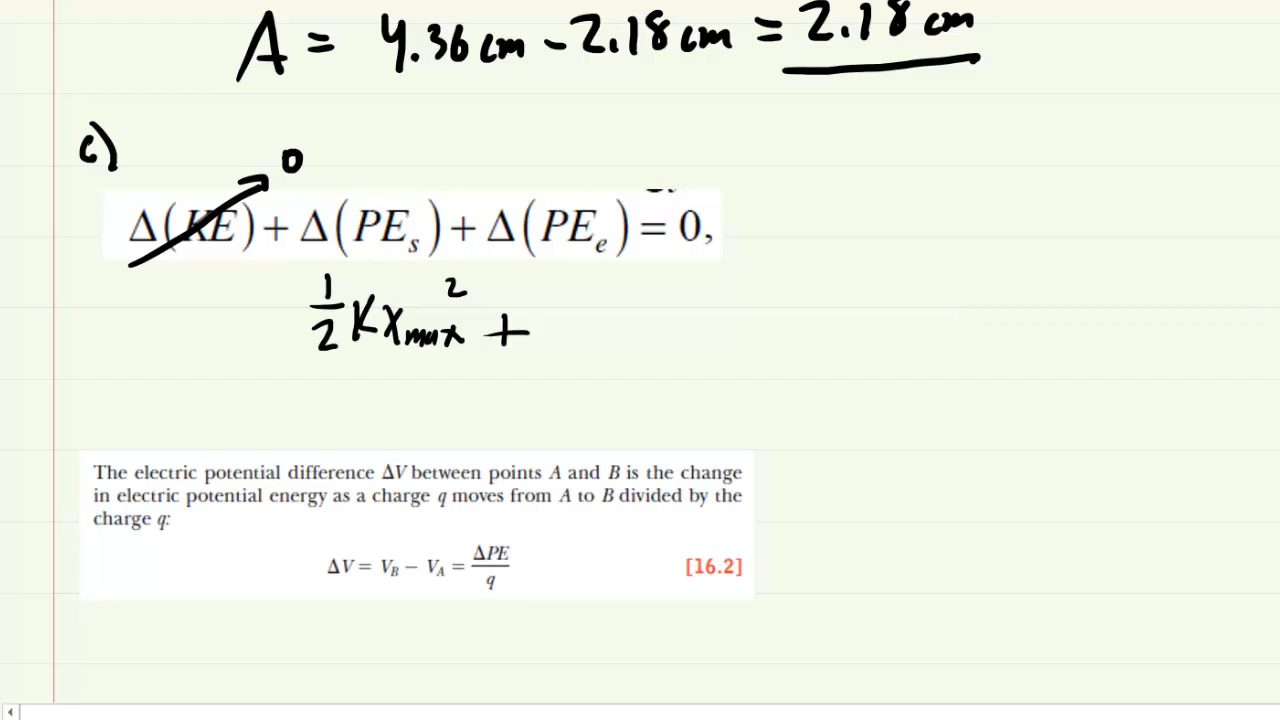 A = 4.36 cm - 2.18 cm = 2.18 cm
c)
0
Δ(KE) + Δ(PE_s) + Δ(PE_e) = 0,
1/2 K x_max^2 +
The electric potential difference ΔV between points A and B is the change
in electric potential energy as a charge q moves from A to B divided by the
charge q:
ΔV = V_B − V_A = ΔPE/q [16.2]